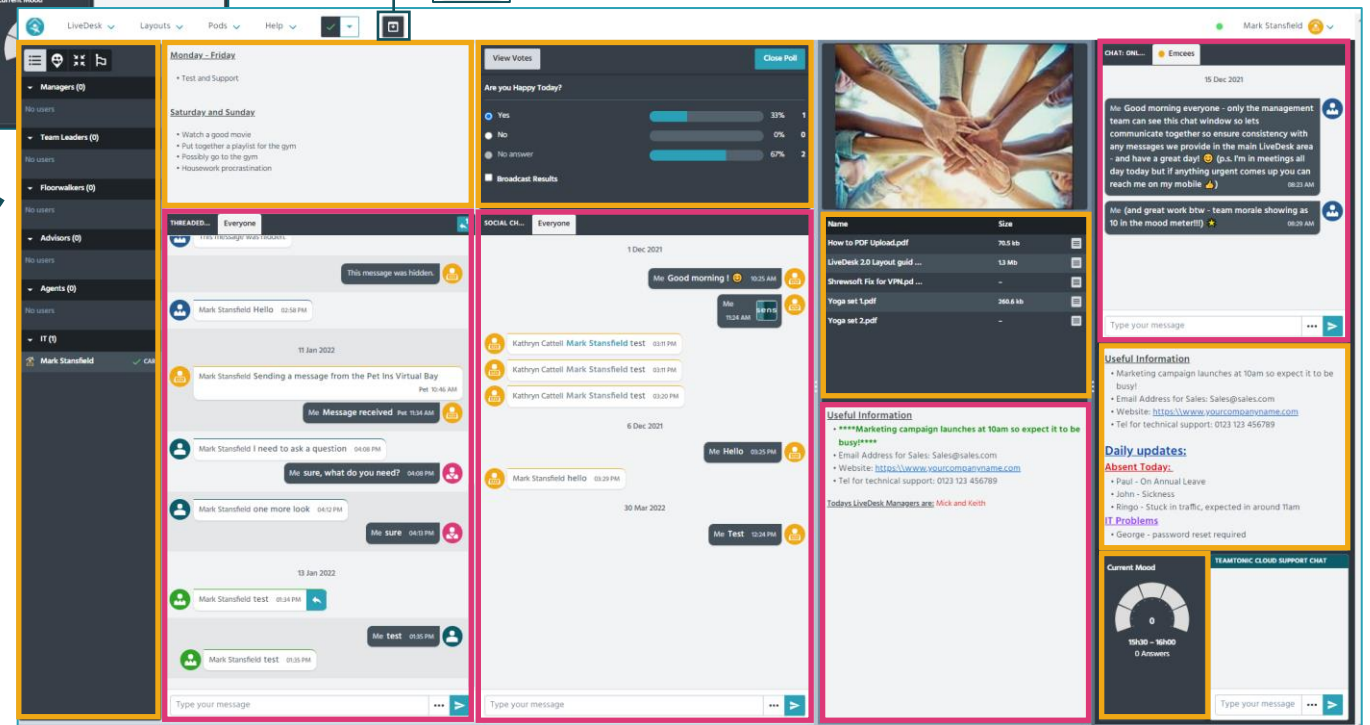 Current Mood
LiveDesk
Layouts
Pods
Help
Mark Stansfield
Managers (0)
No users
Team Leaders (0)
No users
Floorwalkers (0)
No users
Advisors (0)
No users
Agents (0)
No users
IT (1)
Mark Stansfield
Monday - Friday
• Test and Support
Saturday and Sunday
• Watch a good movie
• Put together a playlist for the gym
• Possibly go to the gym
• Housework procrastination
THREADED... Everyone
This message was hidden.
This message was hidden.
Mark Stansfield Hello 02:58 PM
11 Jan 2022
Mark Stansfield Sending a message from the Pet Ins Virtual Bay
Pet 10:46 AM
Me Message received Pet 11:34 AM
Mark Stansfield I need to ask a question 04:08 PM
Me sure, what do you need? 04:08 PM
Mark Stansfield one more look 04:12 PM
Me sure 04:13 PM
13 Jan 2022
Mark Stansfield test 01:34 PM
Me test 01:35 PM
Mark Stansfield test 01:35 PM
Type your message
View Votes
Close Poll
Are you Happy Today?
Yes 33% 1
No 0% 0
No answer 67% 2
Broadcast Results
SOCIAL CH... Everyone
1 Dec 2021
Me Good morning ! 😀 10:25 AM
Me
sens
11:24 AM
Kathryn Cattell Mark Stansfield test 03:11 PM
Kathryn Cattell Mark Stansfield test 03:11 PM
Kathryn Cattell Mark Stansfield test 03:20 PM
6 Dec 2021
Me Hello 03:25 PM
Mark Stansfield hello 03:29 PM
30 Mar 2022
Me Test 12:24 PM
Type your message
Name Size
How to PDF Upload.pdf 70.5 kb
LiveDesk 2.0 Layout guid ... 1.3 Mb
Shrewsoft Fix for VPN.pd ... -
Yoga set 1.pdf 260.6 kb
Yoga set 2.pdf -
Useful Information
• ****Marketing campaign launches at 10am so expect it to be
busy!****
• Email Address for Sales: Sales@sales.com
• Website: https:\\www.yourcompanyname.com
• Tel for technical support: 0123 123 456789
Todays LiveDesk Managers are: Mick and Keith
CHAT: ONL... Emcees
15 Dec 2021
Me Good morning everyone - only the management
team can see this chat window so lets
communicate together so ensure consistency with
any messages we provide in the main LiveDesk area
- and have a great day! 😀 (p.s. I'm in meetings all
day today but if anything urgent comes up you can
reach me on my mobile 👍) 08:23 AM
Me (and great work btw - team morale showing as
10 in the mood meter!!!) ⭐ 08:29 AM
Type your message
Useful Information
• Marketing campaign launches at 10am so expect it to be
busy!
• Email Address for Sales: Sales@sales.com
• Website: https:\\www.yourcompanyname.com
• Tel for technical support: 0123 123 456789
Daily updates:
Absent Today:
• Paul - On Annual Leave
• John - Sickness
• Ringo - Stuck in traffic, expected in around 11am
IT Problems
• George - password reset required
Current Mood
0
15h30 – 16h00
0 Answers
TEAMTONIC CLOUD SUPPORT CHAT
Type your message